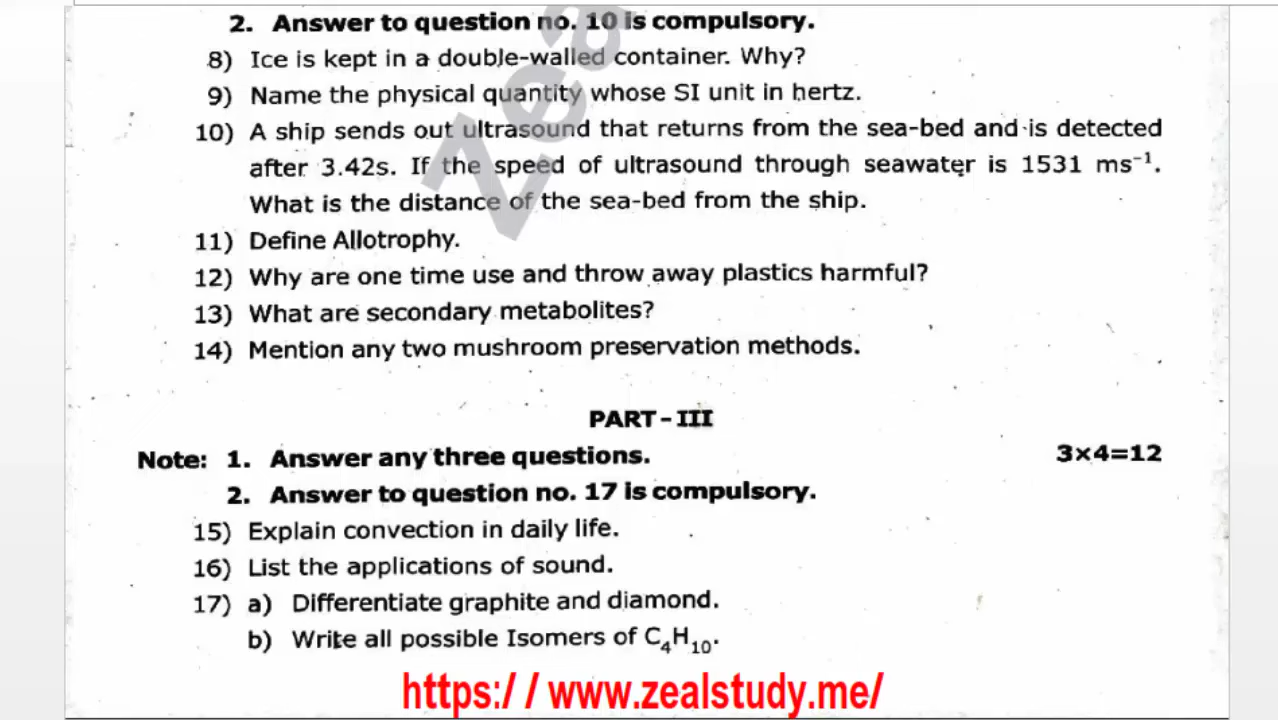 2. Answer to question no. 10 is compulsory.
8) Ice is kept in a double-walled container. Why?
9) Name the physical quantity whose SI unit in hertz.
10) A ship sends out ultrasound that returns from the sea-bed and is detected
after 3.42s. If the speed of ultrasound through seawater is 1531 ms⁻¹.
What is the distance of the sea-bed from the ship.
11) Define Allotrophy.
12) Why are one time use and throw away plastics harmful?
13) What are secondary metabolites?
14) Mention any two mushroom preservation methods.
PART - III
Note: 1. Answer any three questions. 3×4=12
2. Answer to question no. 17 is compulsory.
15) Explain convection in daily life.
16) List the applications of sound.
17) a) Differentiate graphite and diamond.
b) Write all possible Isomers of C₄H₁₀.
https://www.zealstudy.me/
Zea